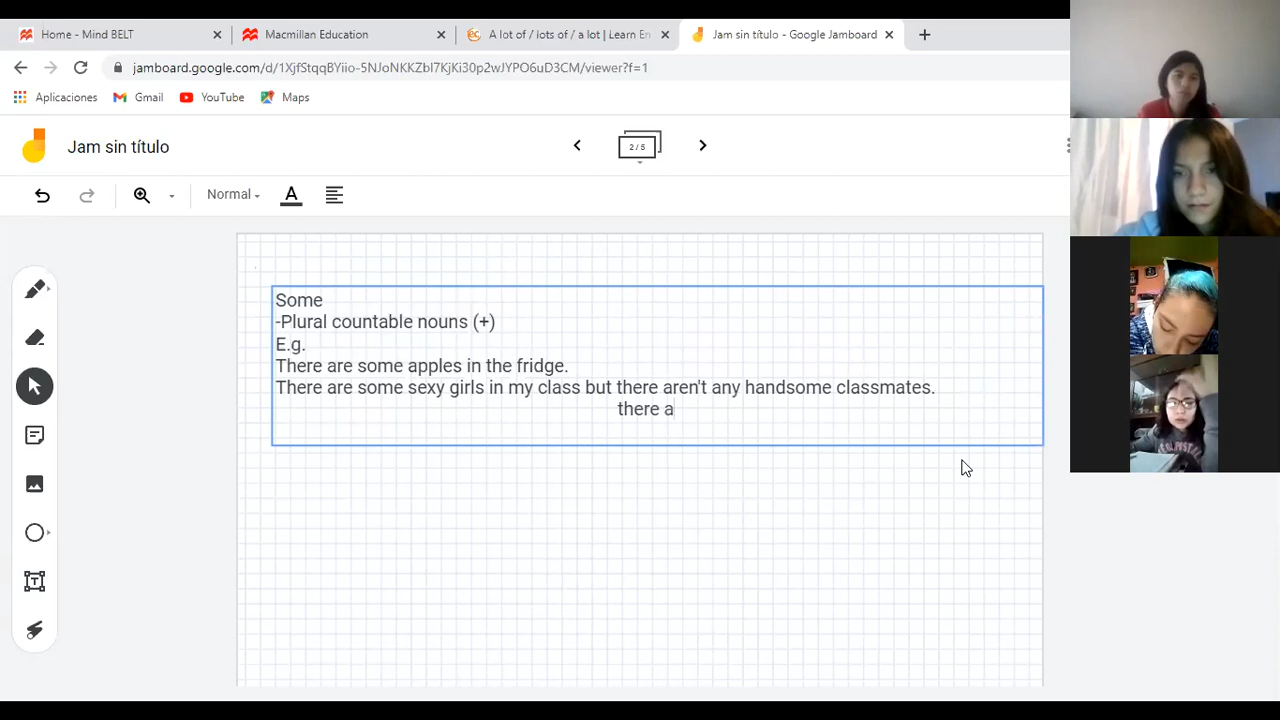 Home - Mind BELT
Macmillan Education
A lot of / lots of / a lot | Learn En
Jam sin título - Google Jamboard
jamboard.google.com/d/1XjfStqqBYiio-5NJoNKKZbl7KjKi30p2wJYPO6uD3CM/viewer?f=1
Aplicaciones
Gmail
YouTube
Maps
Jam sin título
2 / 5
Normal
A
Some
-Plural countable nouns (+)
E.g.
There are some apples in the fridge.
There are some sexy girls in my class but there aren't any handsome classmates.
there a